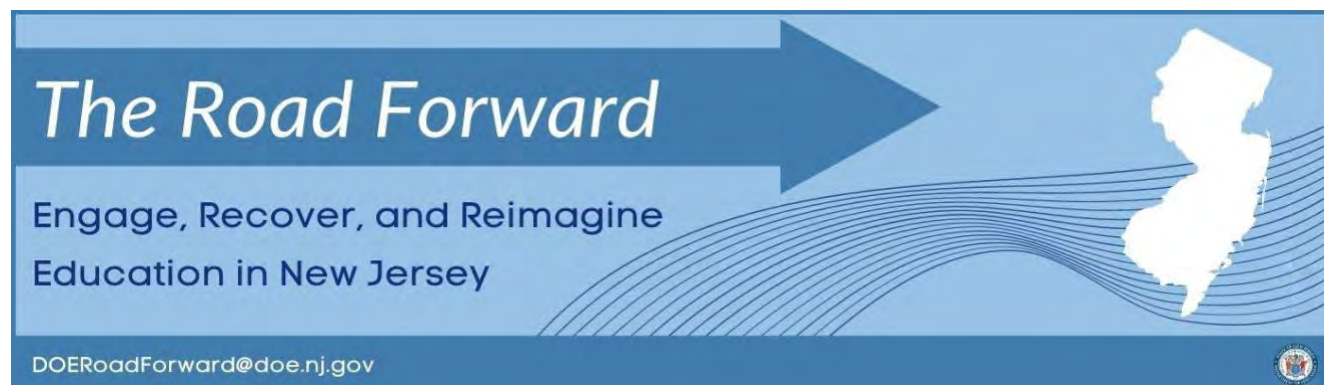 The Road Forward
Engage, Recover, and Reimagine
Education in New Jersey
DOERoadForward@doe.nj.gov